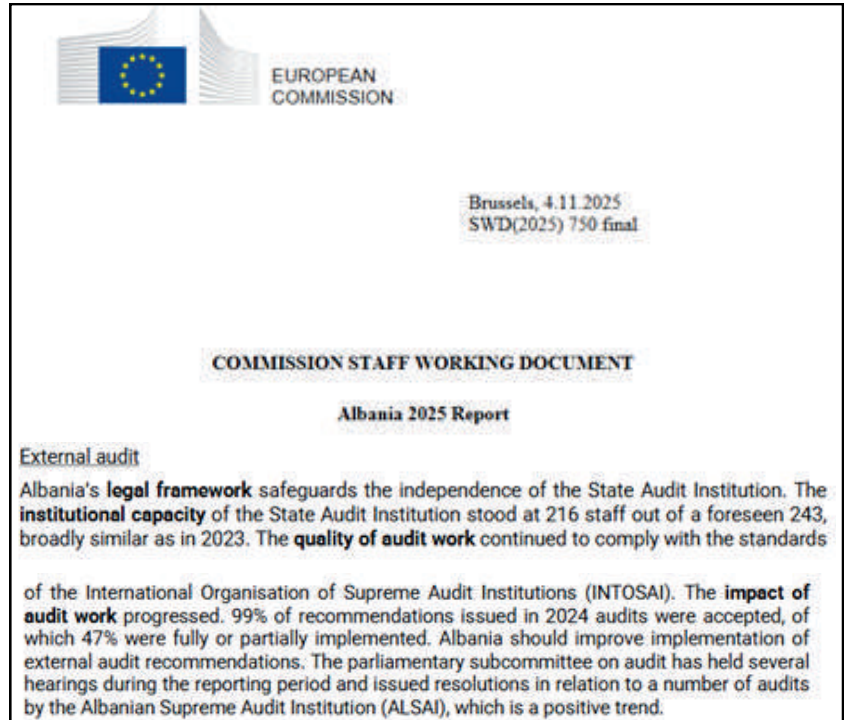 EUROPEAN
COMMISSION
Brussels, 4.11.2025
SWD(2025) 750 final
COMMISSION STAFF WORKING DOCUMENT
Albania 2025 Report
External audit
Albania's legal framework safeguards the independence of the State Audit Institution. The
institutional capacity of the State Audit Institution stood at 216 staff out of a foreseen 243,
broadly similar as in 2023. The quality of audit work continued to comply with the standards
of the International Organisation of Supreme Audit Institutions (INTOSAI). The impact of
audit work progressed. 99% of recommendations issued in 2024 audits were accepted, of
which 47% were fully or partially implemented. Albania should improve implementation of
external audit recommendations. The parliamentary subcommittee on audit has held several
hearings during the reporting period and issued resolutions in relation to a number of audits
by the Albanian Supreme Audit Institution (ALSAI), which is a positive trend.